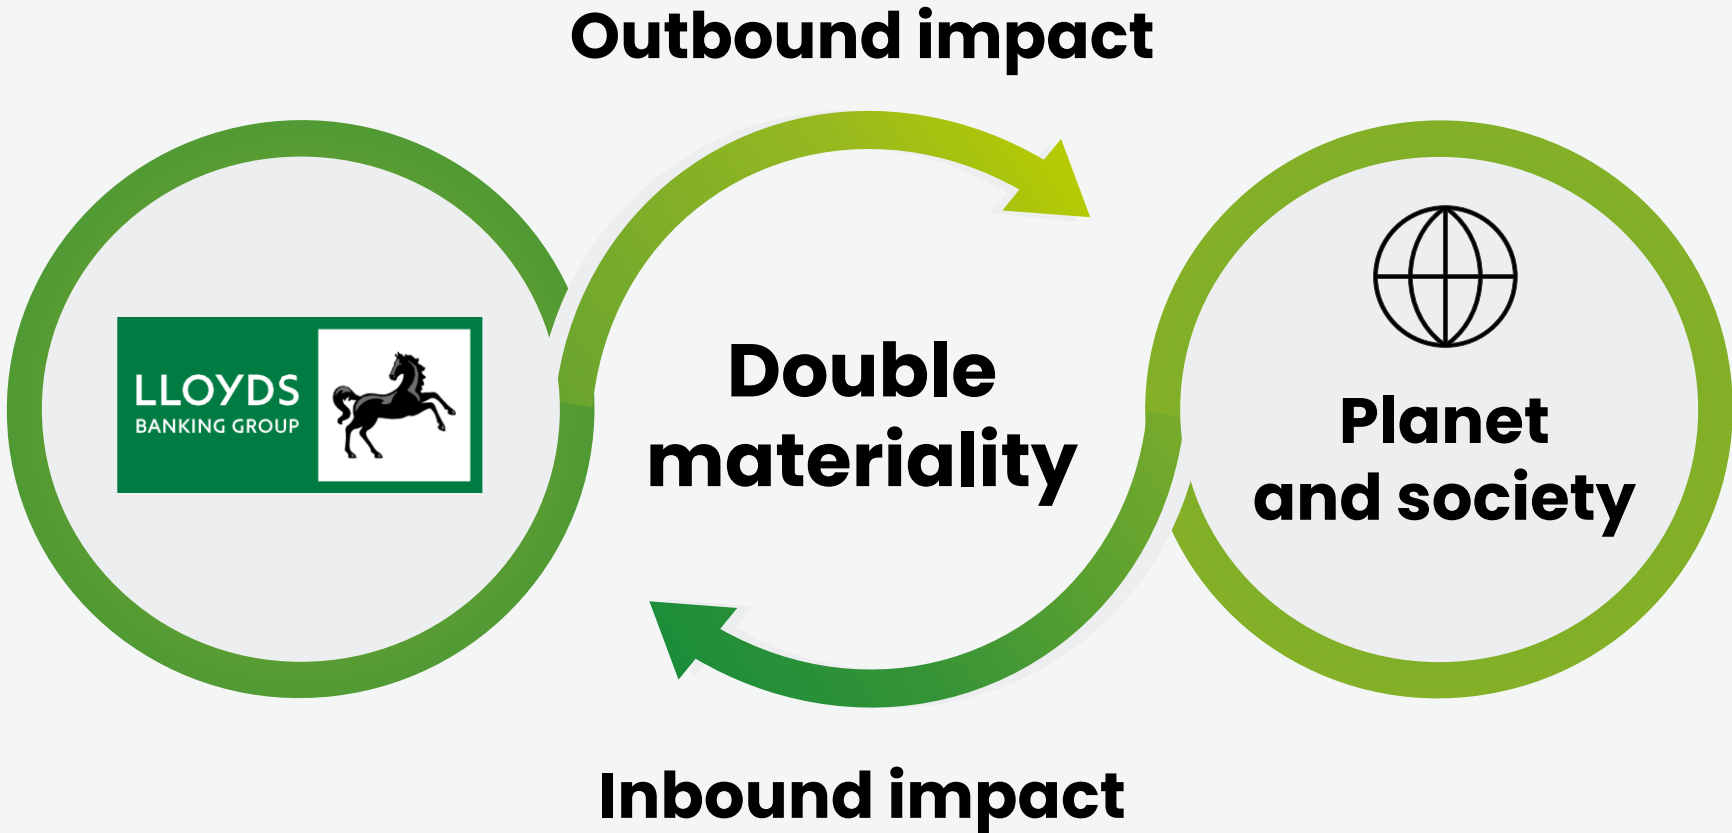 Outbound impact
LLOYDS
BANKING GROUP
Double
materiality
Planet
and society
Inbound impact